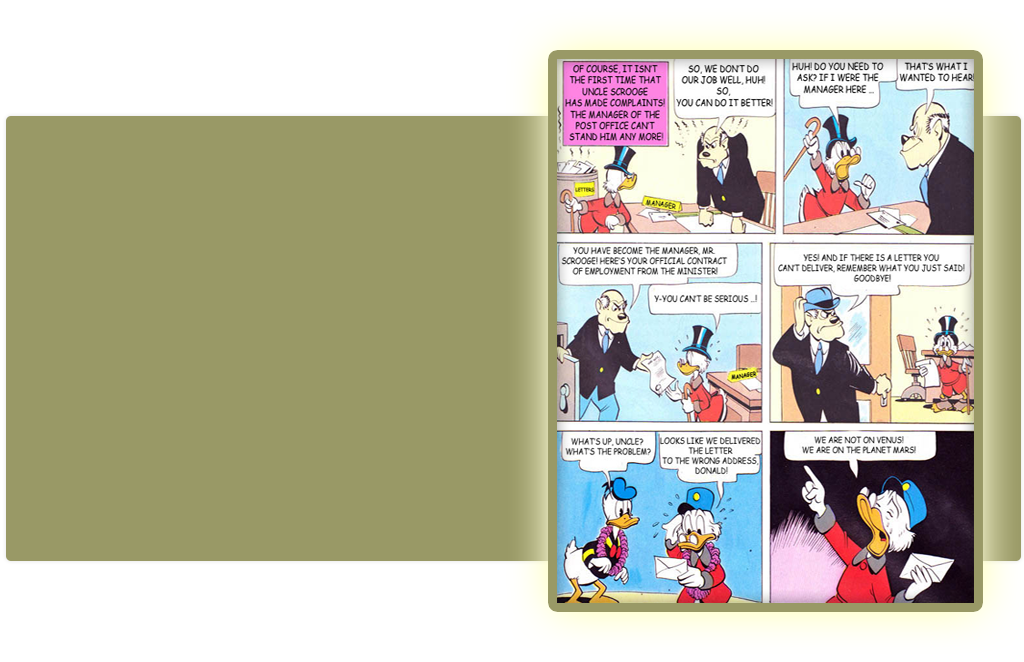 OF COURSE, IT ISN'T
THE FIRST TIME THAT
UNCLE SCROOGE
HAS MADE COMPLAINTS!
THE MANAGER OF THE
POST OFFICE CAN'T
STAND HIM ANY MORE!
SO, WE DON'T DO
OUR JOB WELL, HUH!
SO,
YOU CAN DO IT BETTER!
LETTERS
MANAGER
HUH! DO YOU NEED TO
ASK? IF I WERE THE
MANAGER HERE ...
THAT'S WHAT I
WANTED TO HEAR!
YOU HAVE BECOME THE MANAGER, MR.
SCROOGE! HERE'S YOUR OFFICIAL CONTRACT
OF EMPLOYMENT FROM THE MINISTER!
Y-YOU CAN'T BE SERIOUS ..!
MANAGER
YES! AND IF THERE IS A LETTER YOU
CAN'T DELIVER, REMEMBER WHAT YOU JUST SAID!
GOODBYE!
WHAT'S UP, UNCLE?
WHAT'S THE PROBLEM?
LOOKS LIKE WE DELIVERED
THE LETTER
TO THE WRONG ADDRESS,
DONALD!
WE ARE NOT ON VENUS!
WE ARE ON THE PLANET MARS!